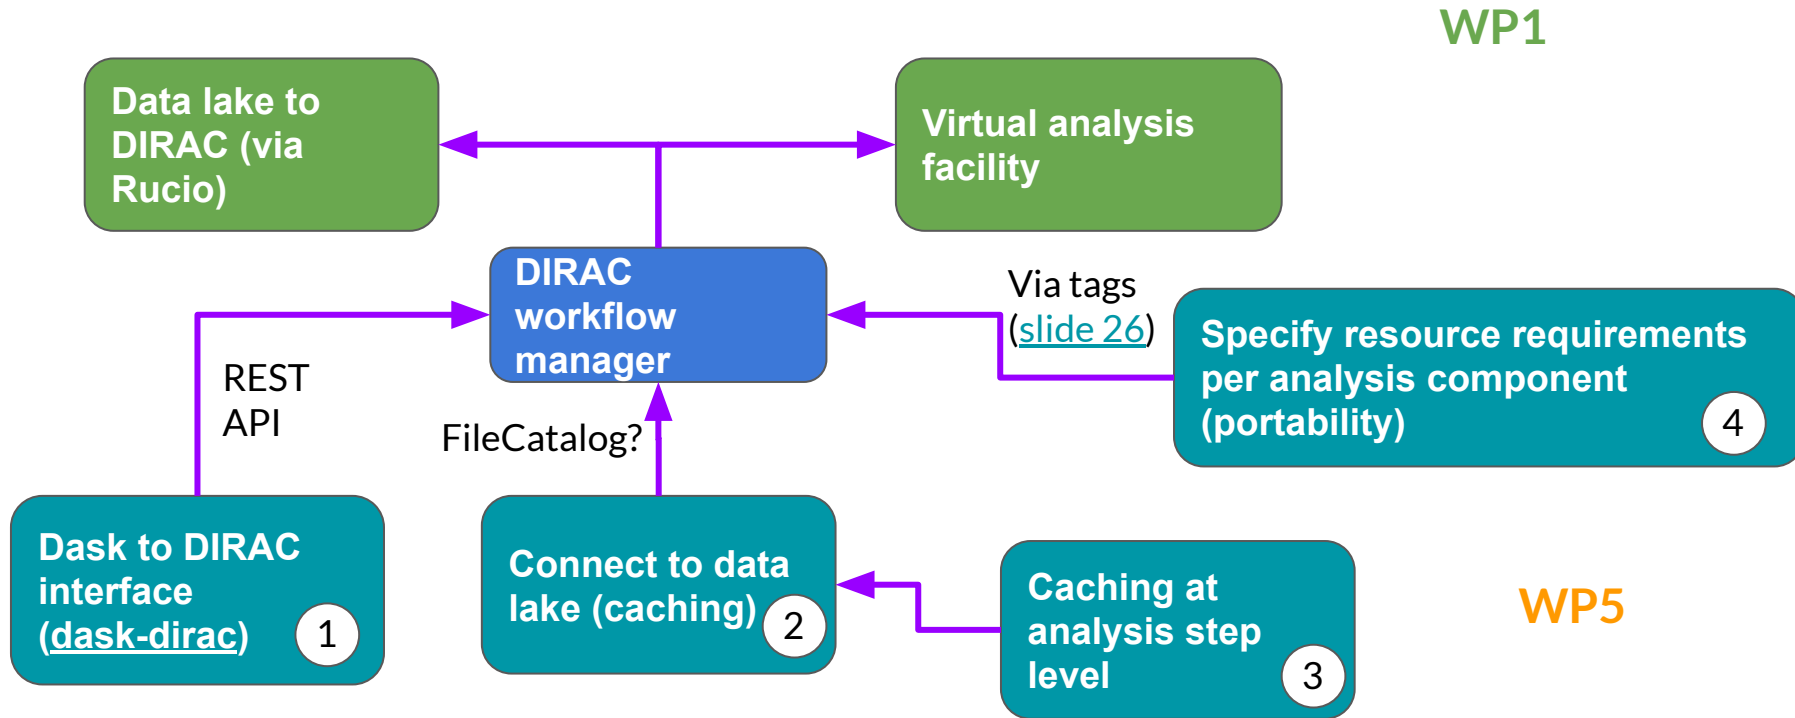 WP1
Data lake to
DIRAC (via
Rucio)
Virtual analysis
facility
DIRAC
workflow
manager
Via tags
(slide 26)
Specify resource requirements
per analysis component
(portability)
4
REST
API
FileCatalog?
Dask to DIRAC
interface
(dask-dirac)
1
Connect to data
lake (caching)
2
Caching at
analysis step
level
3
WP5